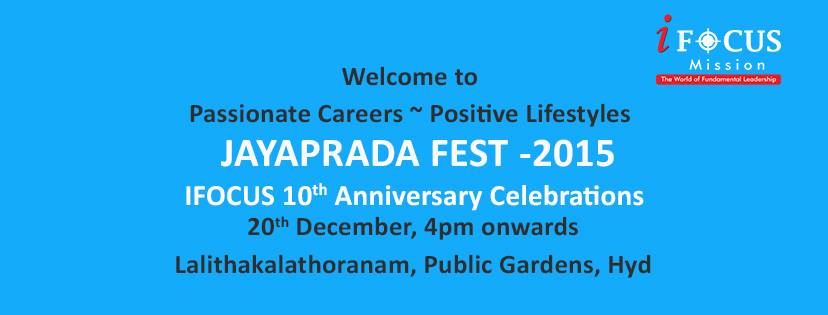 iFOCUS
Mission
The World of Fundamental Leadership
Welcome to
Passionate Careers ~ Positive Lifestyles
JAYAPRADA FEST -2015
IFOCUS 10th Anniversary Celebrations
20th December, 4pm onwards
Lalithakalathoranam, Public Gardens, Hyd